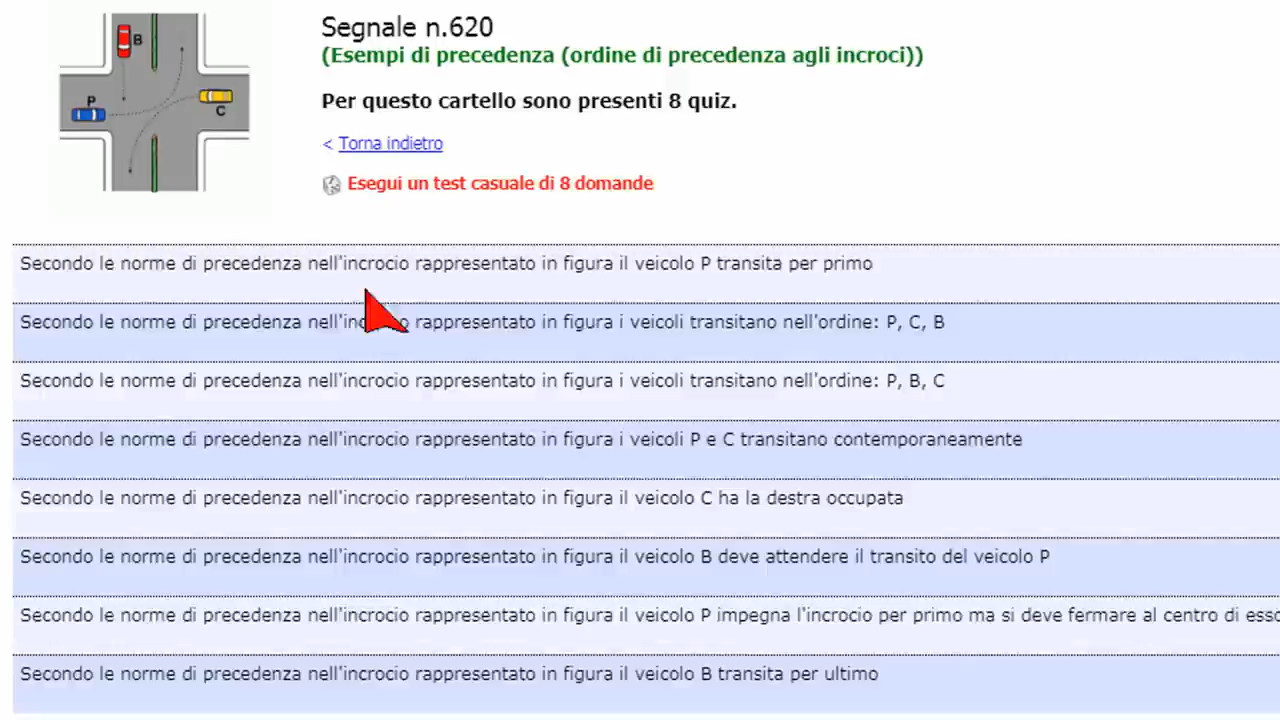 B
P
C
Segnale n.620
(Esempi di precedenza (ordine di precedenza agli incroci))
Per questo cartello sono presenti 8 quiz.
< Torna indietro
Esegui un test casuale di 8 domande
Secondo le norme di precedenza nell'incrocio rappresentato in figura il veicolo P transita per primo
Secondo le norme di precedenza nell'incrocio rappresentato in figura i veicoli transitano nell'ordine: P, C, B
Secondo le norme di precedenza nell'incrocio rappresentato in figura i veicoli transitano nell'ordine: P, B, C
Secondo le norme di precedenza nell'incrocio rappresentato in figura i veicoli P e C transitano contemporaneamente
Secondo le norme di precedenza nell'incrocio rappresentato in figura il veicolo C ha la destra occupata
Secondo le norme di precedenza nell'incrocio rappresentato in figura il veicolo B deve attendere il transito del veicolo P
Secondo le norme di precedenza nell'incrocio rappresentato in figura il veicolo P impegna l'incrocio per primo ma si deve fermare al centro di esso
Secondo le norme di precedenza nell'incrocio rappresentato in figura il veicolo B transita per ultimo